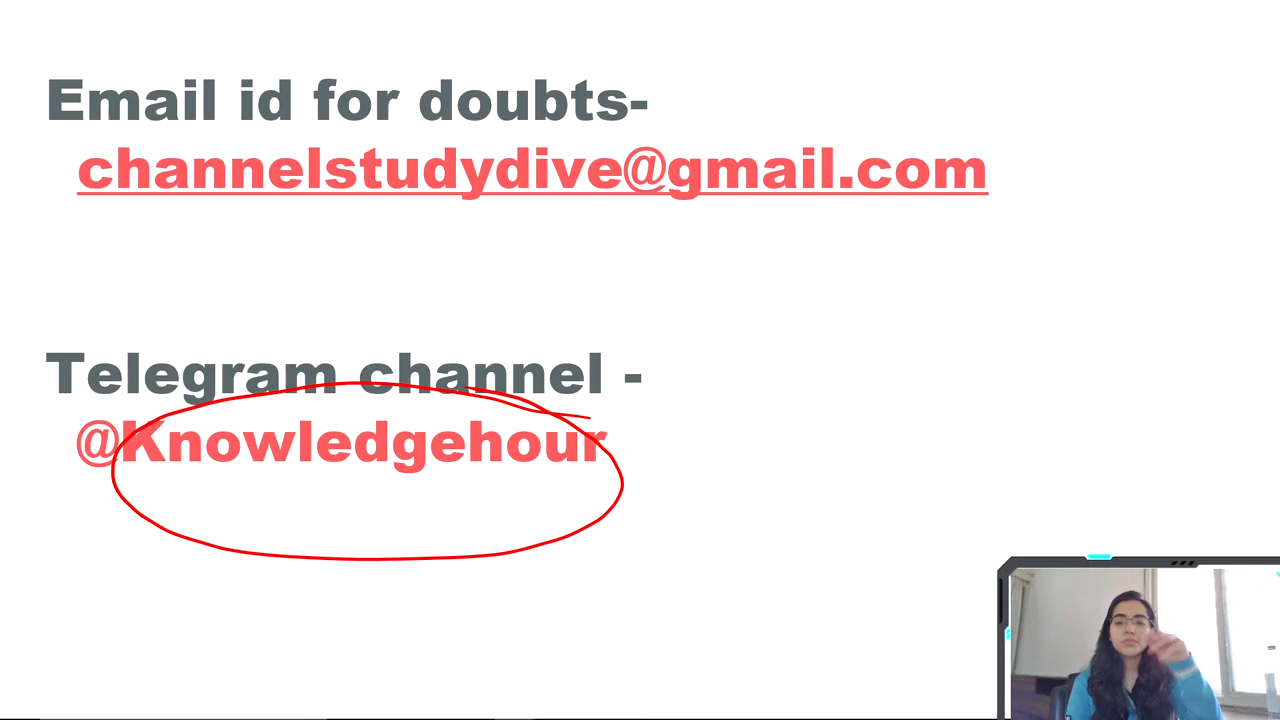 Email id for doubts-
channelstudydive@gmail.com
Telegram channel -
@Knowledgehour